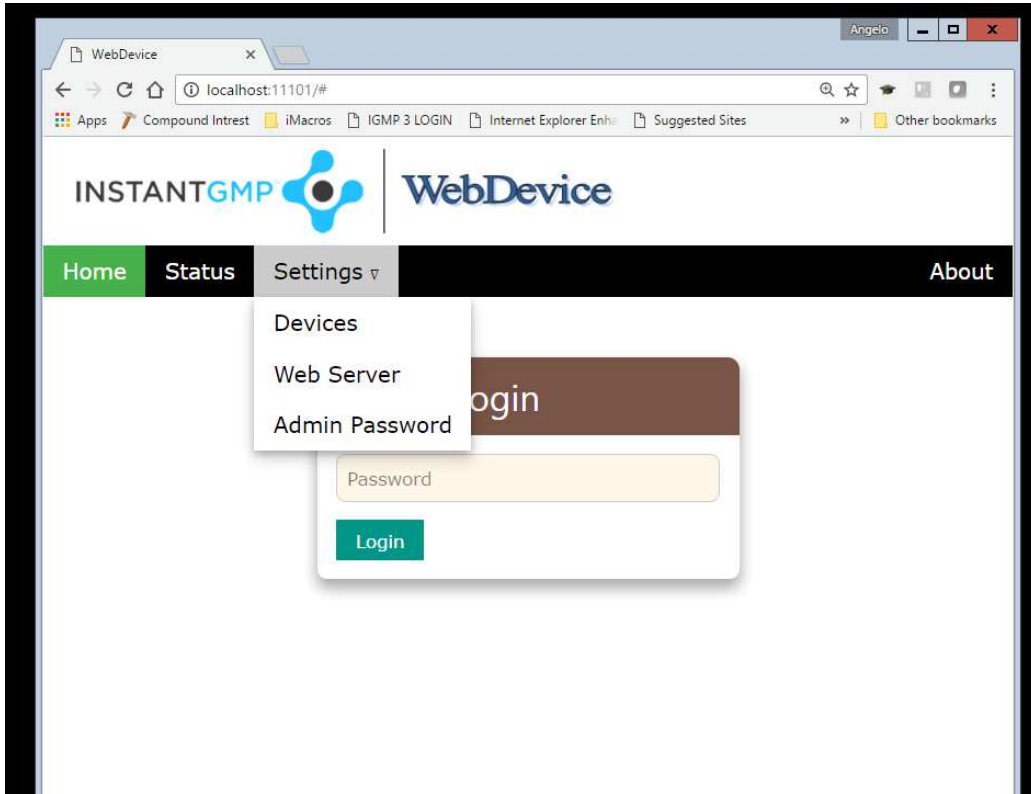 Angelo
WebDevice
localhost:11101/#
Apps Compound Intrest iMacros IGMP 3 LOGIN Internet Explorer Enha Suggested Sites » Other bookmarks
INSTANTGMP WebDevice
Home Status Settings ▿ About
Devices
Web Server
Admin Password
ogin
Password
Login